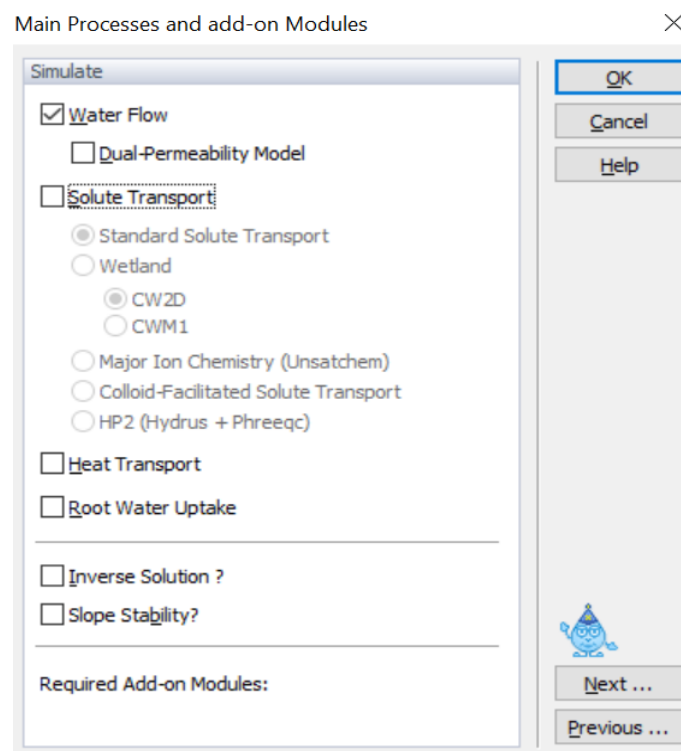 Main Processes and add-on Modules
Simulate
Water Flow
Dual-Permeability Model
Solute Transport
Standard Solute Transport
Wetland
CW2D
CWM1
Major Ion Chemistry (Unsatchem)
Colloid-Facilitated Solute Transport
HP2 (Hydrus + Phreeqc)
Heat Transport
Root Water Uptake
Inverse Solution ?
Slope Stability?
Required Add-on Modules:
OK
Cancel
Help
Next ...
Previous ...